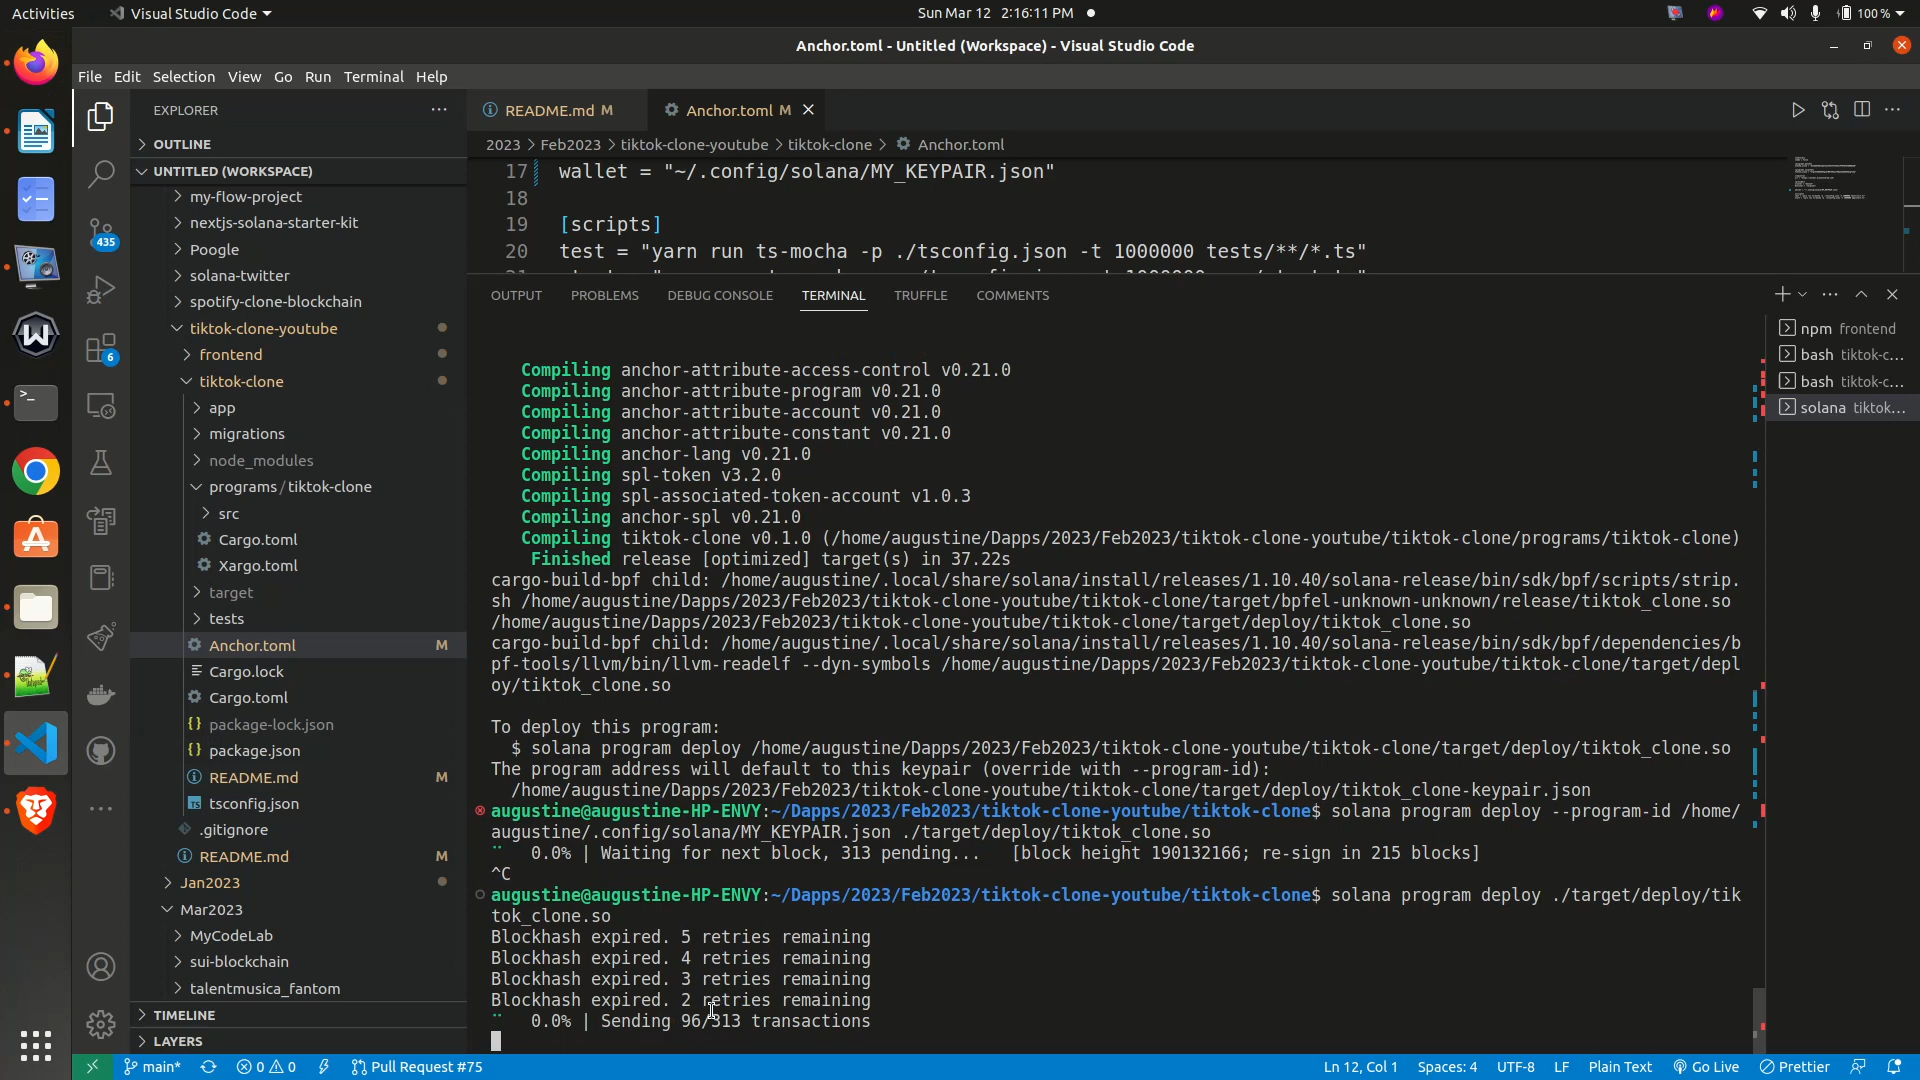 Activities
Visual Studio Code
Sun Mar 12 2:16:11 PM
100 %
Anchor.toml - Untitled (Workspace) - Visual Studio Code
File Edit Selection View Go Run Terminal Help
EXPLORER
README.md M
Anchor.toml M
OUTLINE
2023 > Feb2023 > tiktok-clone-youtube > tiktok-clone > Anchor.toml
UNTITLED (WORKSPACE)
my-flow-project
nextjs-solana-starter-kit
Poogle
solana-twitter
spotify-clone-blockchain
tiktok-clone-youtube
frontend
tiktok-clone
app
migrations
node_modules
programs/tiktok-clone
src
Cargo.toml
Xargo.toml
target
tests
Anchor.toml M
Cargo.lock
Cargo.toml
package-lock.json
package.json
README.md M
tsconfig.json
.gitignore
README.md M
Jan2023
Mar2023
MyCodeLab
sui-blockchain
talentmusica_fantom
TIMELINE
LAYERS
435
6
17 wallet = "~/.config/solana/MY_KEYPAIR.json"
18
19 [scripts]
20 test = "yarn run ts-mocha -p ./tsconfig.json -t 1000000 tests/**/*.ts"
OUTPUT PROBLEMS DEBUG CONSOLE TERMINAL TRUFFLE COMMENTS
npm frontend
bash tiktok-c...
bash tiktok-c...
solana tiktok...
Compiling anchor-attribute-access-control v0.21.0
Compiling anchor-attribute-program v0.21.0
Compiling anchor-attribute-account v0.21.0
Compiling anchor-attribute-constant v0.21.0
Compiling anchor-lang v0.21.0
Compiling spl-token v3.2.0
Compiling spl-associated-token-account v1.0.3
Compiling anchor-spl v0.21.0
Compiling tiktok-clone v0.1.0 (/home/augustine/Dapps/2023/Feb2023/tiktok-clone-youtube/tiktok-clone/programs/tiktok-clone)
Finished release [optimized] target(s) in 37.22s
cargo-build-bpf child: /home/augustine/.local/share/solana/install/releases/1.10.40/solana-release/bin/sdk/bpf/scripts/strip.
sh /home/augustine/Dapps/2023/Feb2023/tiktok-clone-youtube/tiktok-clone/target/bpfel-unknown-unknown/release/tiktok_clone.so
/home/augustine/Dapps/2023/Feb2023/tiktok-clone-youtube/tiktok-clone/target/deploy/tiktok_clone.so
cargo-build-bpf child: /home/augustine/.local/share/solana/install/releases/1.10.40/solana-release/bin/sdk/bpf/dependencies/b
pf-tools/llvm/bin/llvm-readelf --dyn-symbols /home/augustine/Dapps/2023/Feb2023/tiktok-clone-youtube/tiktok-clone/target/depl
oy/tiktok_clone.so
To deploy this program:
$ solana program deploy /home/augustine/Dapps/2023/Feb2023/tiktok-clone-youtube/tiktok-clone/target/deploy/tiktok_clone.so
The program address will default to this keypair (override with --program-id):
/home/augustine/Dapps/2023/Feb2023/tiktok-clone-youtube/tiktok-clone/target/deploy/tiktok_clone-keypair.json
augustine@augustine-HP-ENVY:~/Dapps/2023/Feb2023/tiktok-clone-youtube/tiktok-clone$ solana program deploy --program-id /home/
augustine/.config/solana/MY_KEYPAIR.json ./target/deploy/tiktok_clone.so
0.0% | Waiting for next block, 313 pending... [block height 190132166; re-sign in 215 blocks]
^C
augustine@augustine-HP-ENVY:~/Dapps/2023/Feb2023/tiktok-clone-youtube/tiktok-clone$ solana program deploy ./target/deploy/tik
tok_clone.so
Blockhash expired. 5 retries remaining
Blockhash expired. 4 retries remaining
Blockhash expired. 3 retries remaining
Blockhash expired. 2 retries remaining
0.0% | Sending 96/313 transactions
main* 0 0 Pull Request #75
Ln 12, Col 1 Spaces: 4 UTF-8 LF Plain Text Go Live Prettier